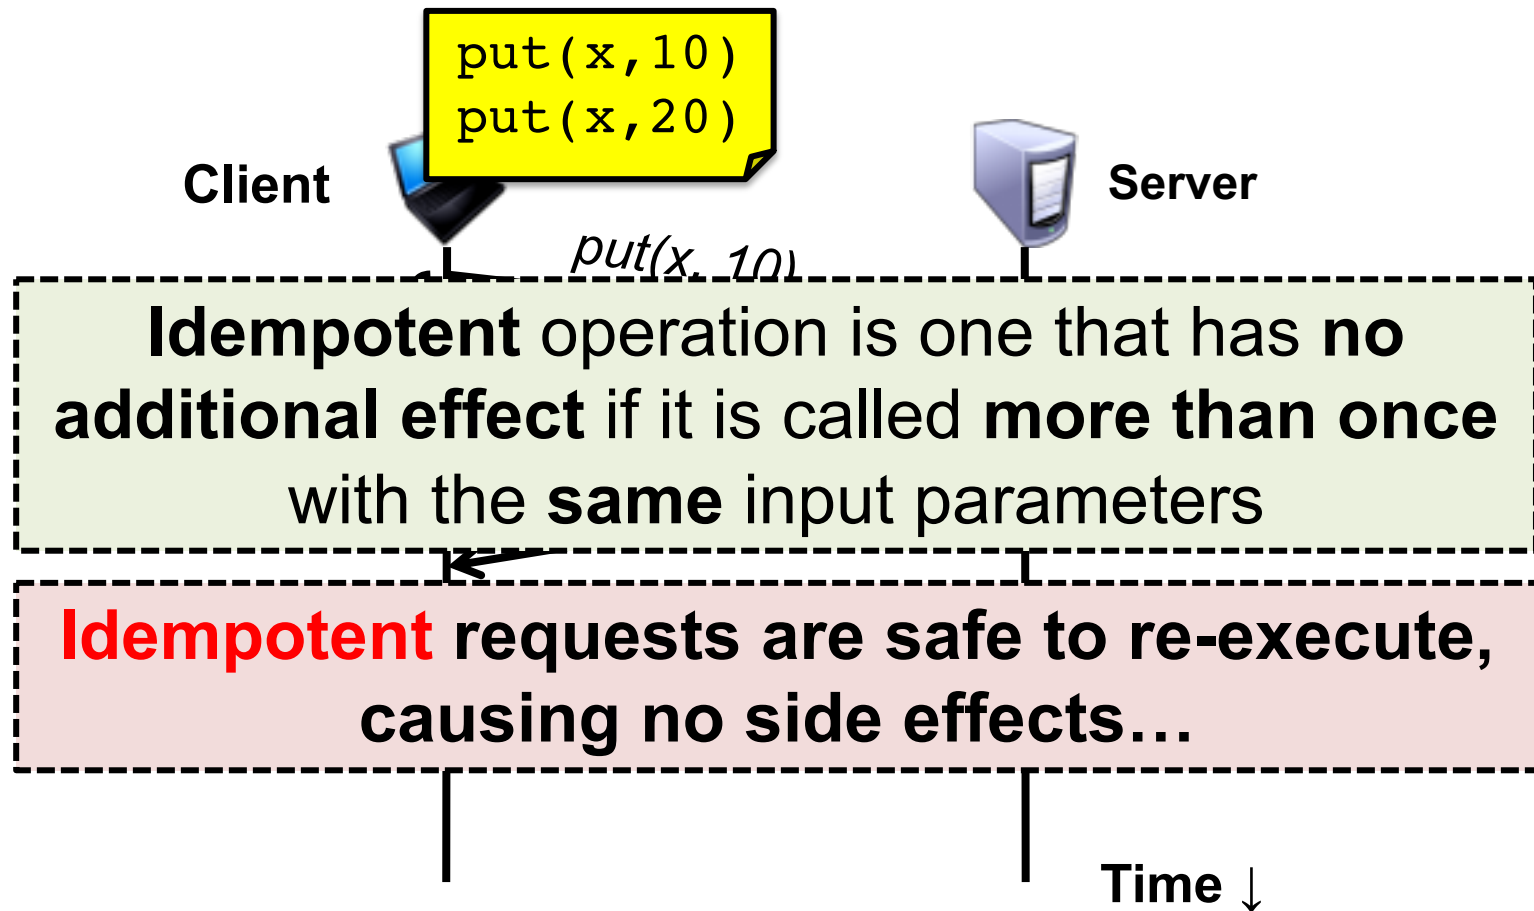 put(x,10)
put(x,20)
Client
Server
put(x, 10)
Idempotent operation is one that has no
additional effect if it is called more than once
with the same input parameters
Idempotent requests are safe to re-execute,
causing no side effects…
Time ↓